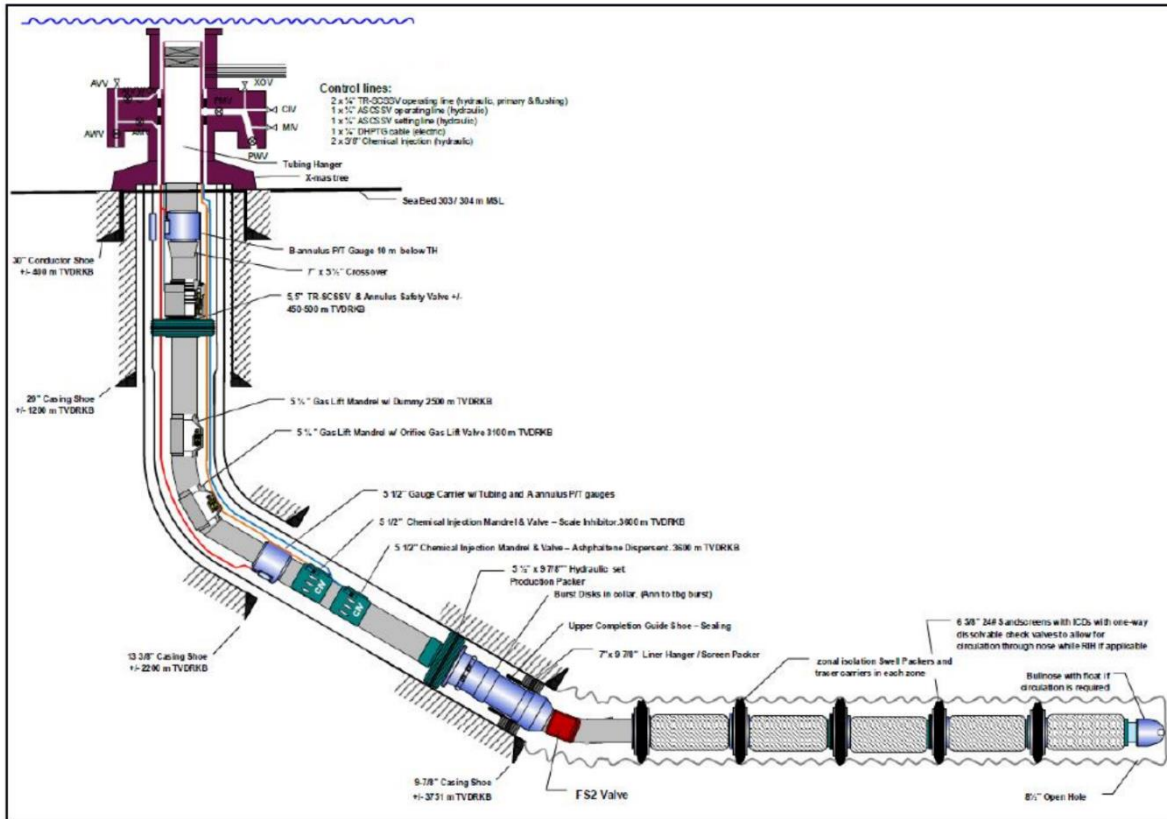 AVV
XOV
Control lines:
2 x ¼" TR-SCSSV operating line (hydraulic, primary & flushing)
1 x ¼" ASCSSV operating line (hydraulic)
1 x ¼" ASCSSV setting line (hydraulic)
1 x ¼" DHPTG cable (electric)
2 x 3/8" Chemical Injection (hydraulic)
CIV
MIV
PWV
Tubing Hanger
X-mas tree
Sea Bed 303 / 304 m MSL
B-annulus P/T Gauge 10 m below TH
30" Conductor Shoe
+/- 400 m TVDRKB
7" x 5½" Crossover
5,5" TR-SCSSV & Annulus Safety Valve +/-
450-500 m TVDRKB
20" Casing Shoe
+/- 1200 m TVDRKB
5 ½" Gas Lift Mandrel w/ Dummy 2500 m TVDRKB
5 ½" Gas Lift Mandrel w/ Orifice Gas Lift Valve 3100 m TVDRKB
5 1/2" Gauge Carrier w/ Tubing and A annulus P/T gauges
5 1/2" Chemical Injection Mandrel & Valve – Scale Inhibitor.3600 m TVDRKB
5 1/2" Chemical Injection Mandrel & Valve – Ashphaltene Dispersent. 3600 m TVDRKB
CIV
CIV
5 ½" x 9 7/8"" Hydraulic set
Production Packer
Burst Disks in collar. (Ann to tbg burst)
Upper Completion Guide Shoe – Sealing
7" x 9 7/8" Liner Hanger / Screen Packer
6 5/8" 24# Sandscreens with ICDs with one-way
dissolvable check valves to allow for
circulation through nose while RIH if applicable
zonal isolation Swell Packers and
tracer carriers in each zone
Bullnose with float if
circulation is required
13 3/8" Casing Shoe
+/- 2200 m TVDRKB
9-7/8" Casing Shoe
+/- 3751 m TVDRKB
FS2 Valve
8½" Open Hole